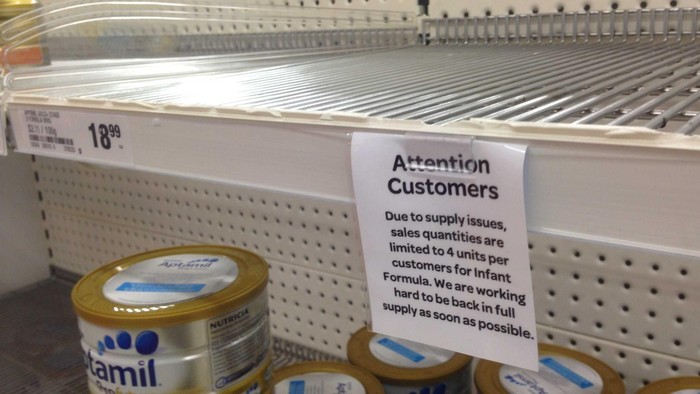 18 99
Attention
Customers
Due to supply issues,
sales quantities are
limited to 4 units per
customers for Infant
Formula. We are working
hard to be back in full
supply as soon as possible.
Aptamil
NUTRICIA
tamil